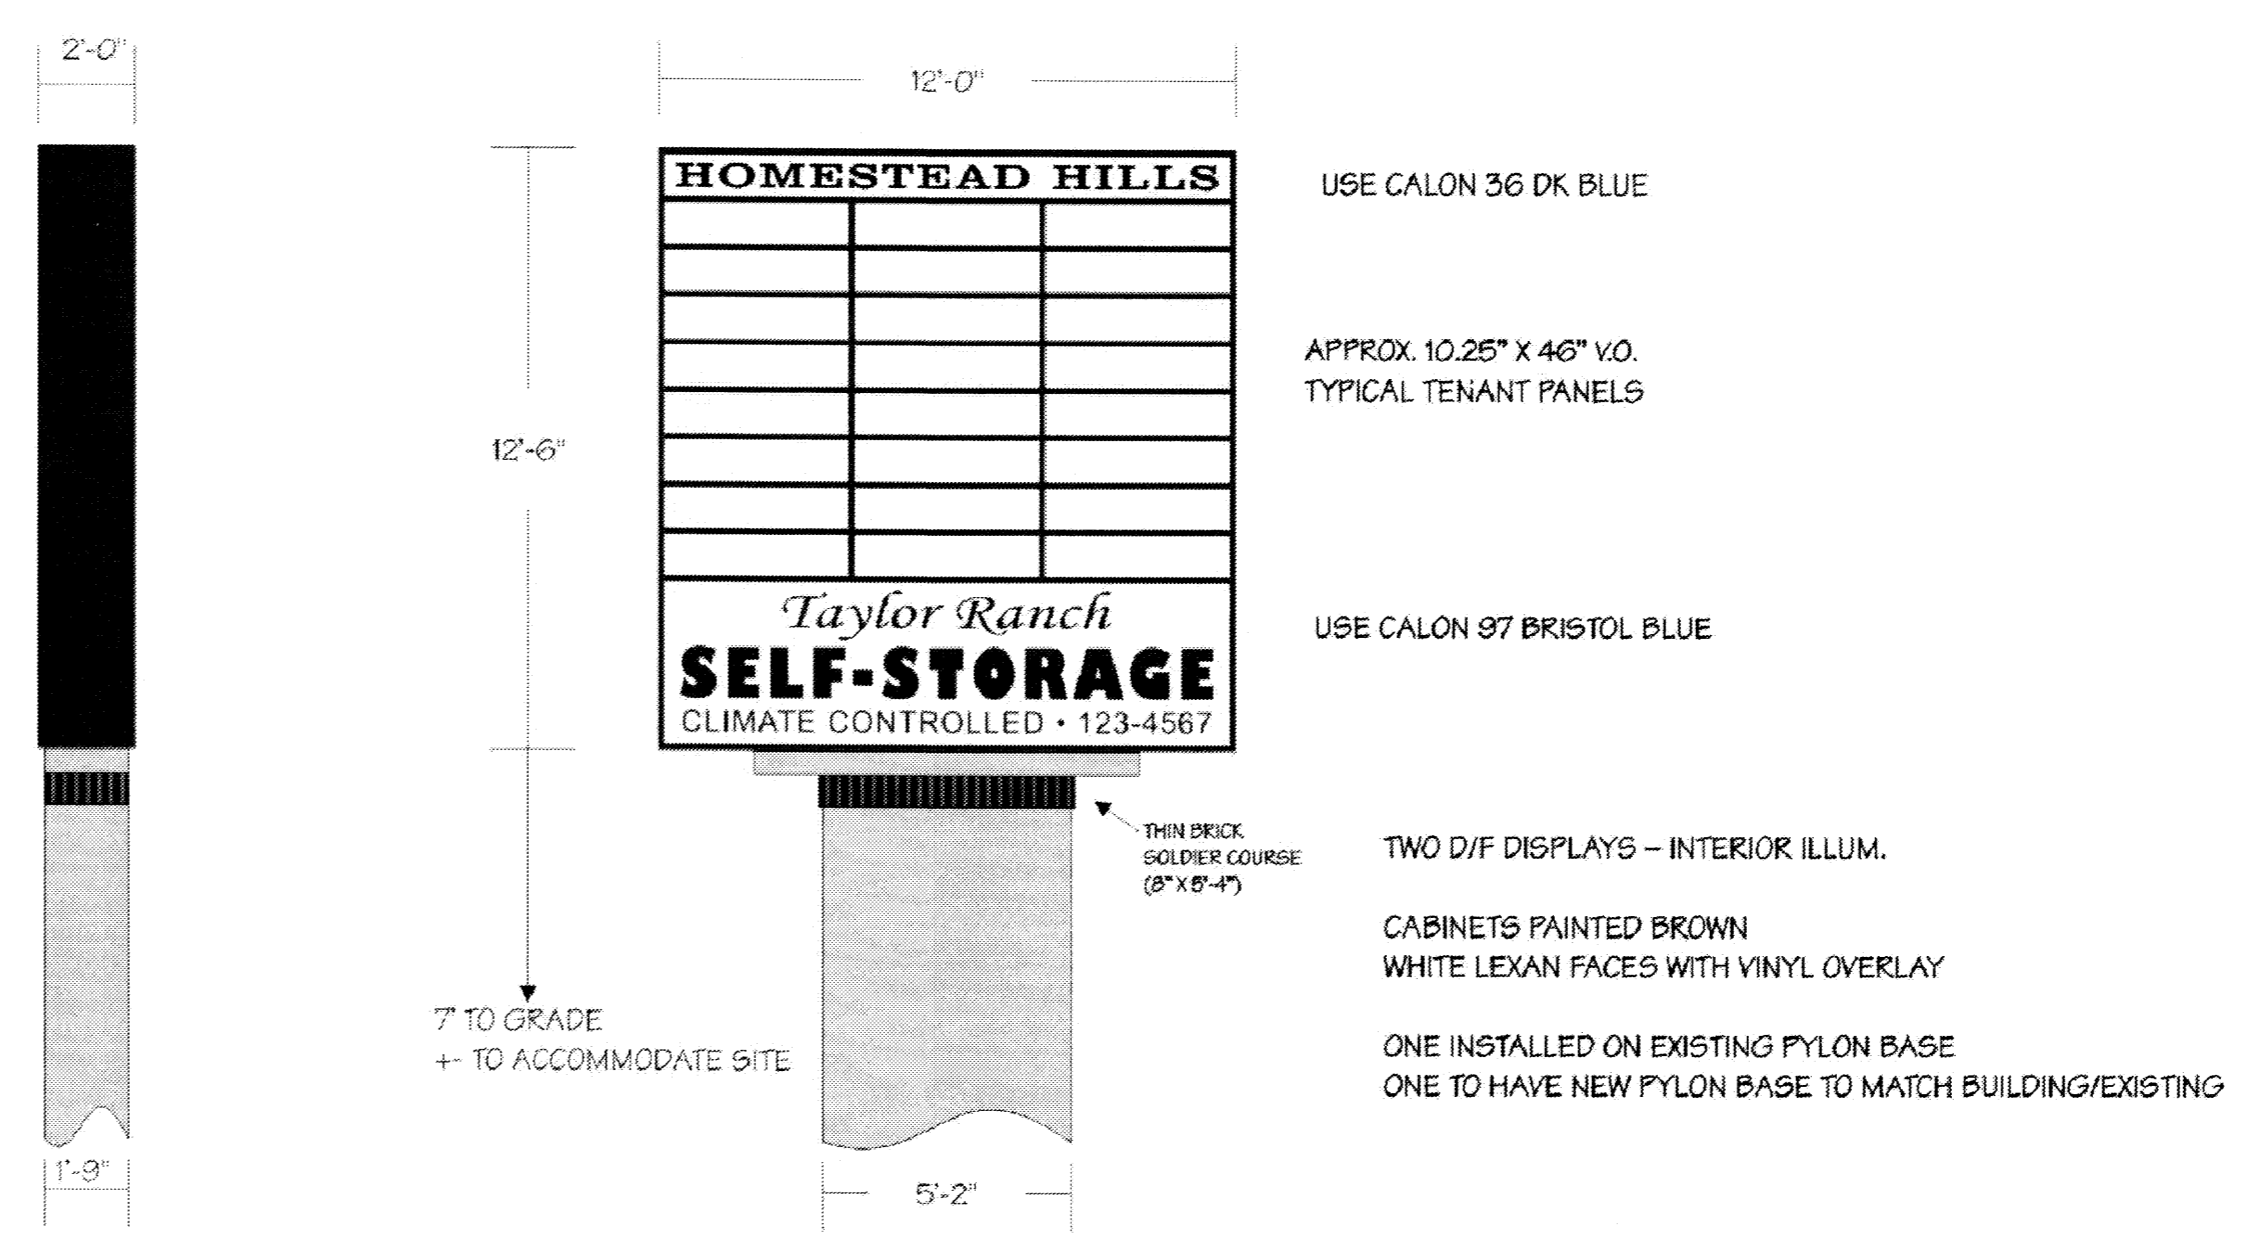 2'-0"
12'-0"
HOMESTEAD HILLS
USE CALON 36 DK BLUE
APPROX. 10.25" X 46" V.O.
TYPICAL TENANT PANELS
12'-6"
Taylor Ranch
USE CALON 97 BRISTOL BLUE
SELF-STORAGE
CLIMATE CONTROLLED • 123-4567
THIN BRICK
SOLDIER COURSE
(8" X 5'-4")
TWO D/F DISPLAYS – INTERIOR ILLUM.
CABINETS PAINTED BROWN
WHITE LEXAN FACES WITH VINYL OVERLAY
7' TO GRADE
+- TO ACCOMMODATE SITE
ONE INSTALLED ON EXISTING PYLON BASE
ONE TO HAVE NEW PYLON BASE TO MATCH BUILDING/EXISTING
1'-9"
5'-2"